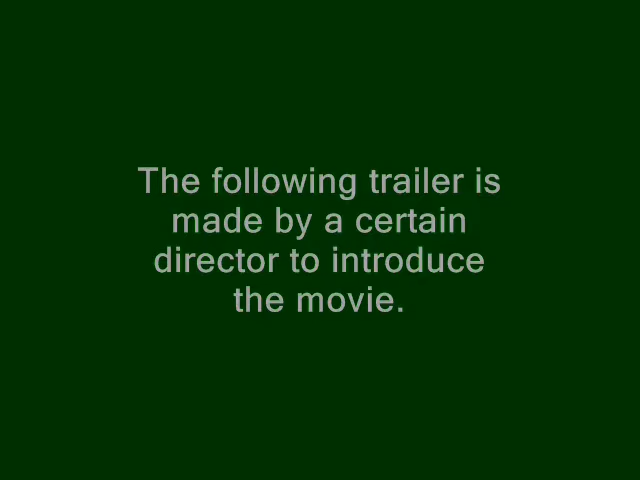 The following trailer is
made by a certain
director to introduce
the movie.